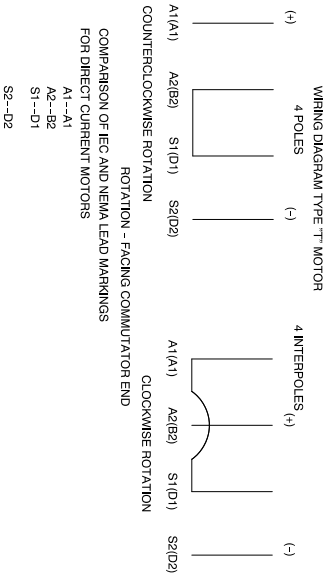 WIRING DIAGRAM TYPE "T" MOTOR
4 POLES
4 INTERPOLES
(+)
(-)
(+)
(-)
A1(A1)
A2(B2)
S1(D1)
S2(D2)
A1(A1)
A2(B2)
S1(D1)
S2(D2)
COUNTERCLOCKWISE ROTATION
CLOCKWISE ROTATION
ROTATION - FACING COMMUTATOR END
COMPARISON OF IEC AND NEMA LEAD MARKINGS
FOR DIRECT CURRENT MOTORS
A1--A1
A2--B2
S1--D1
S2--D2